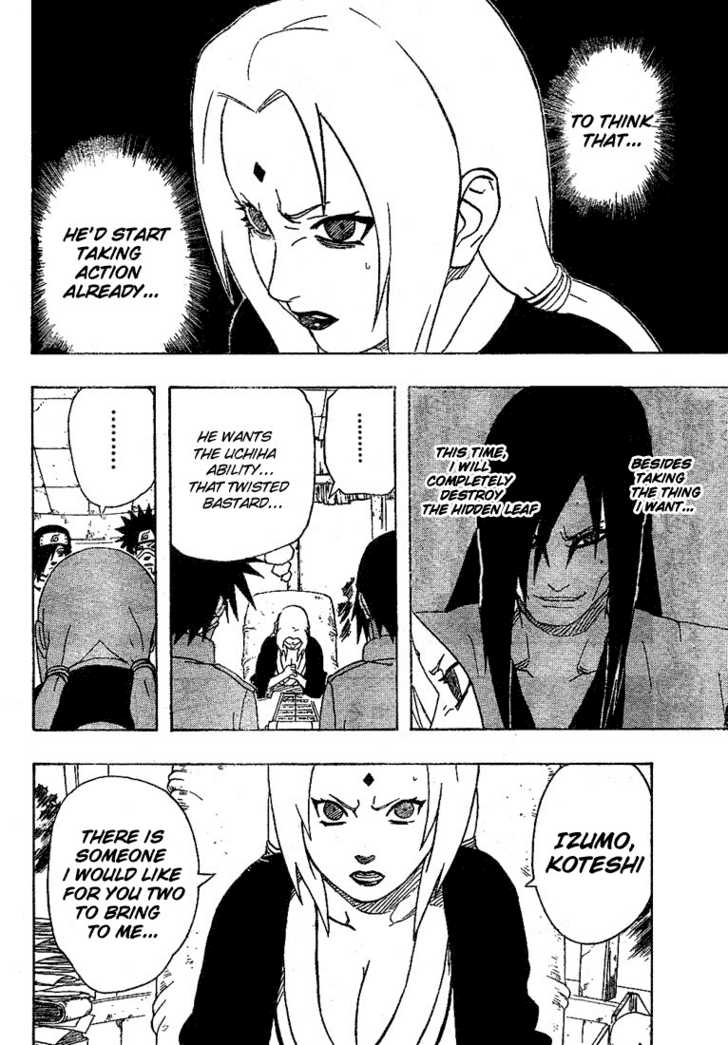 TO THINK
THAT...
HE'D START
TAKING
ACTION
ALREADY...
BESIDES
TAKING
THE THING
I WANT...
THIS TIME,
I WILL
COMPLETELY
DESTROY
THE HIDDEN LEAF
........
HE WANTS
THE UCHIHA
ABILITY...
THAT TWISTED
BASTARD...
........
IZUMO,
KOTESHI
THERE IS
SOMEONE
I WOULD LIKE
FOR YOU TWO
TO BRING
TO ME...